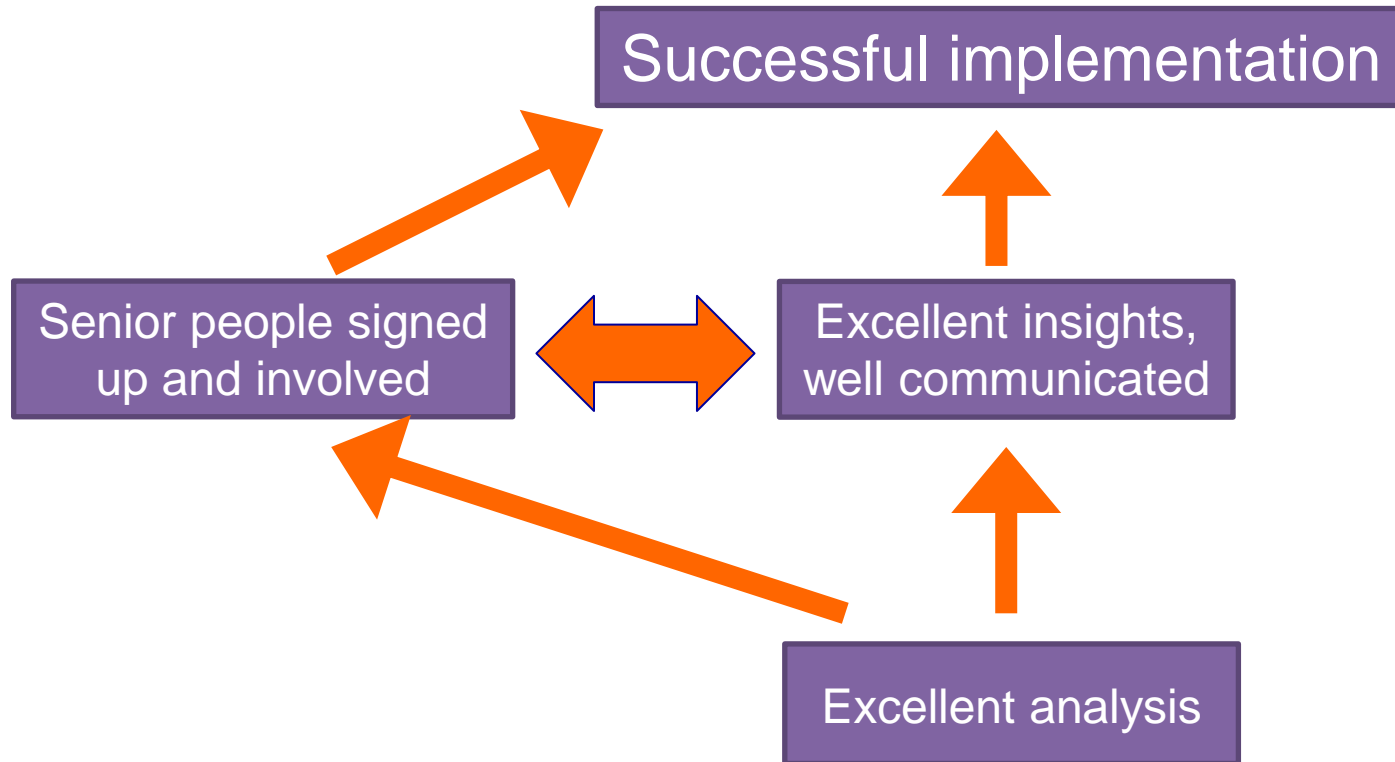 Successful implementation
Senior people signed
up and involved
Excellent insights,
well communicated
Excellent analysis